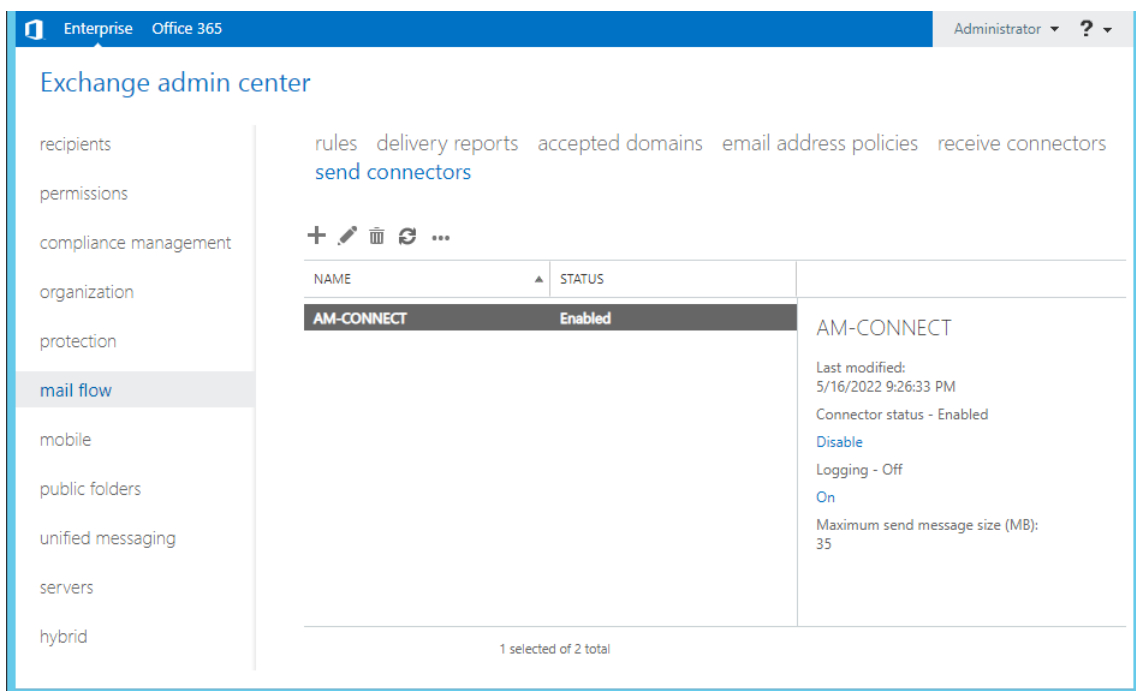 Enterprise Office 365
Administrator ?
Exchange admin center
recipients
permissions
compliance management
organization
protection
mail flow
mobile
public folders
unified messaging
servers
hybrid
rules delivery reports accepted domains email address policies receive connectors
send connectors
NAME STATUS
AM-CONNECT Enabled
AM-CONNECT
Last modified:
5/16/2022 9:26:33 PM
Connector status - Enabled
Disable
Logging - Off
On
Maximum send message size (MB):
35
1 selected of 2 total